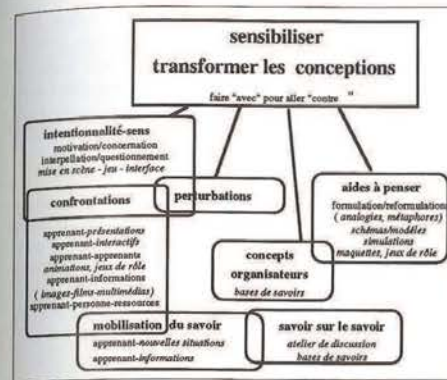 sensibiliser
transformer les conceptions
faire "avec" pour aller "contre "
intentionnalité-sens
motivation/concernation
interpellation/questionnement
mise en scène - jeu - interface
confrontations
apprenant-présentations
apprenant-interactifs
apprenant-apprenants
animations, jeux de rôle
apprenant-informations
( images-films-multimédias)
apprenant-personne-ressources
perturbations
concepts
organisateurs
bases de savoirs
aides à penser
formulation/reformulation
( analogies, métaphores)
schémas/modèles
simulations
maquettes, jeux de rôle
mobilisation du savoir
apprenant-nouvelles situations
apprenant-informations
savoir sur le savoir
atelier de discussion
bases de savoirs